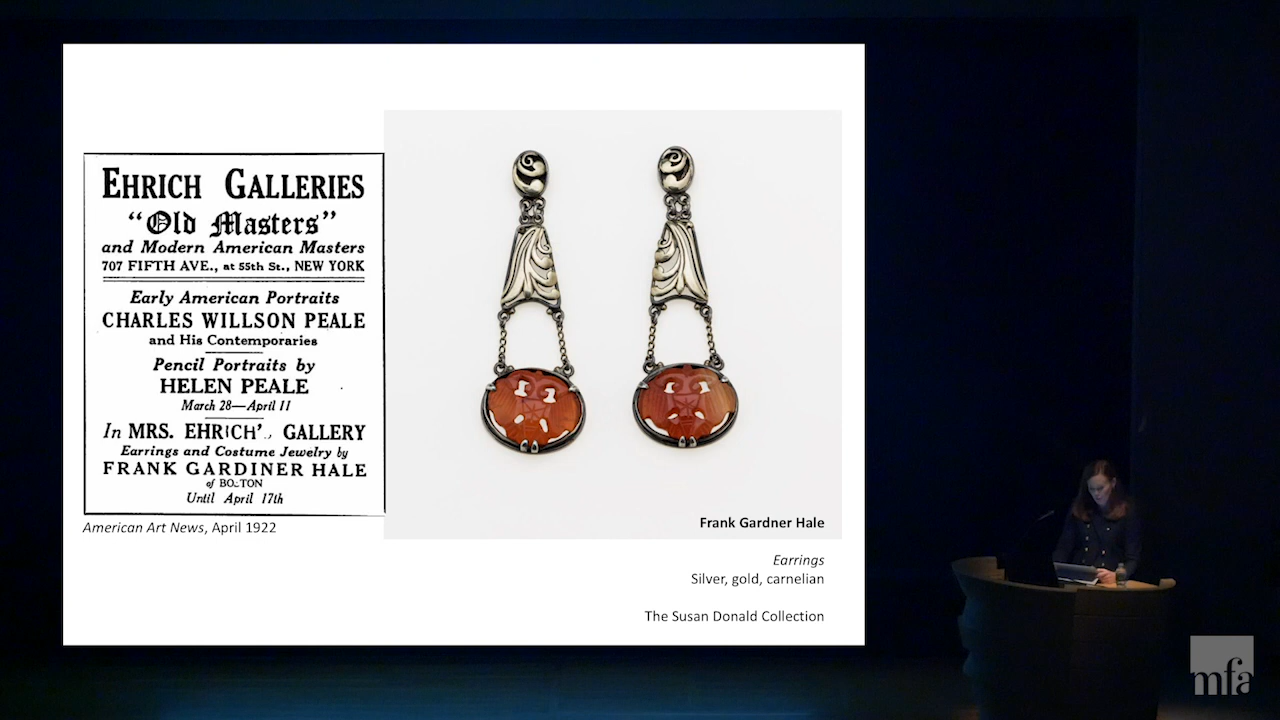 EHRICH GALLERIES
"Old Masters"
and Modern American Masters
707 FIFTH AVE., at 55th St., NEW YORK
Early American Portraits
CHARLES WILLSON PEALE
and His Contemporaries
Pencil Portraits by
HELEN PEALE
March 28—April 11
In MRS. EHRICH'S GALLERY
Earrings and Costume Jewelry by
FRANK GARDINER HALE
of BOSTON
Until April 17th
American Art News, April 1922
Frank Gardner Hale
Earrings
Silver, gold, carnelian
The Susan Donald Collection
mfa